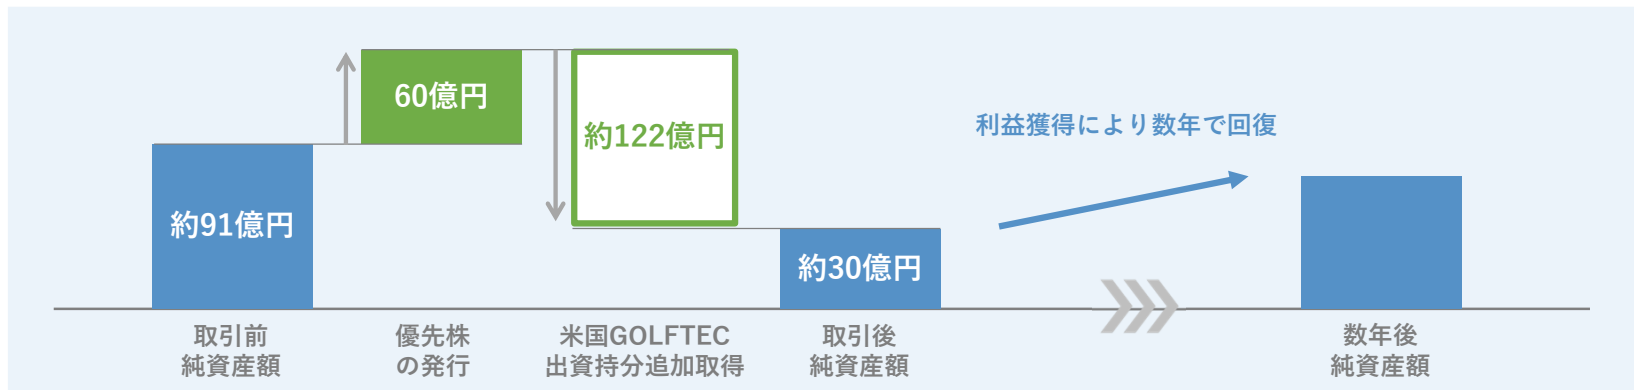 60億円
約122億円
利益獲得により数年で回復
約91億円
約30億円
取引前
純資産額
優先株
の発行
米国GOLFTEC
出資持分追加取得
取引後
純資産額
数年後
純資産額